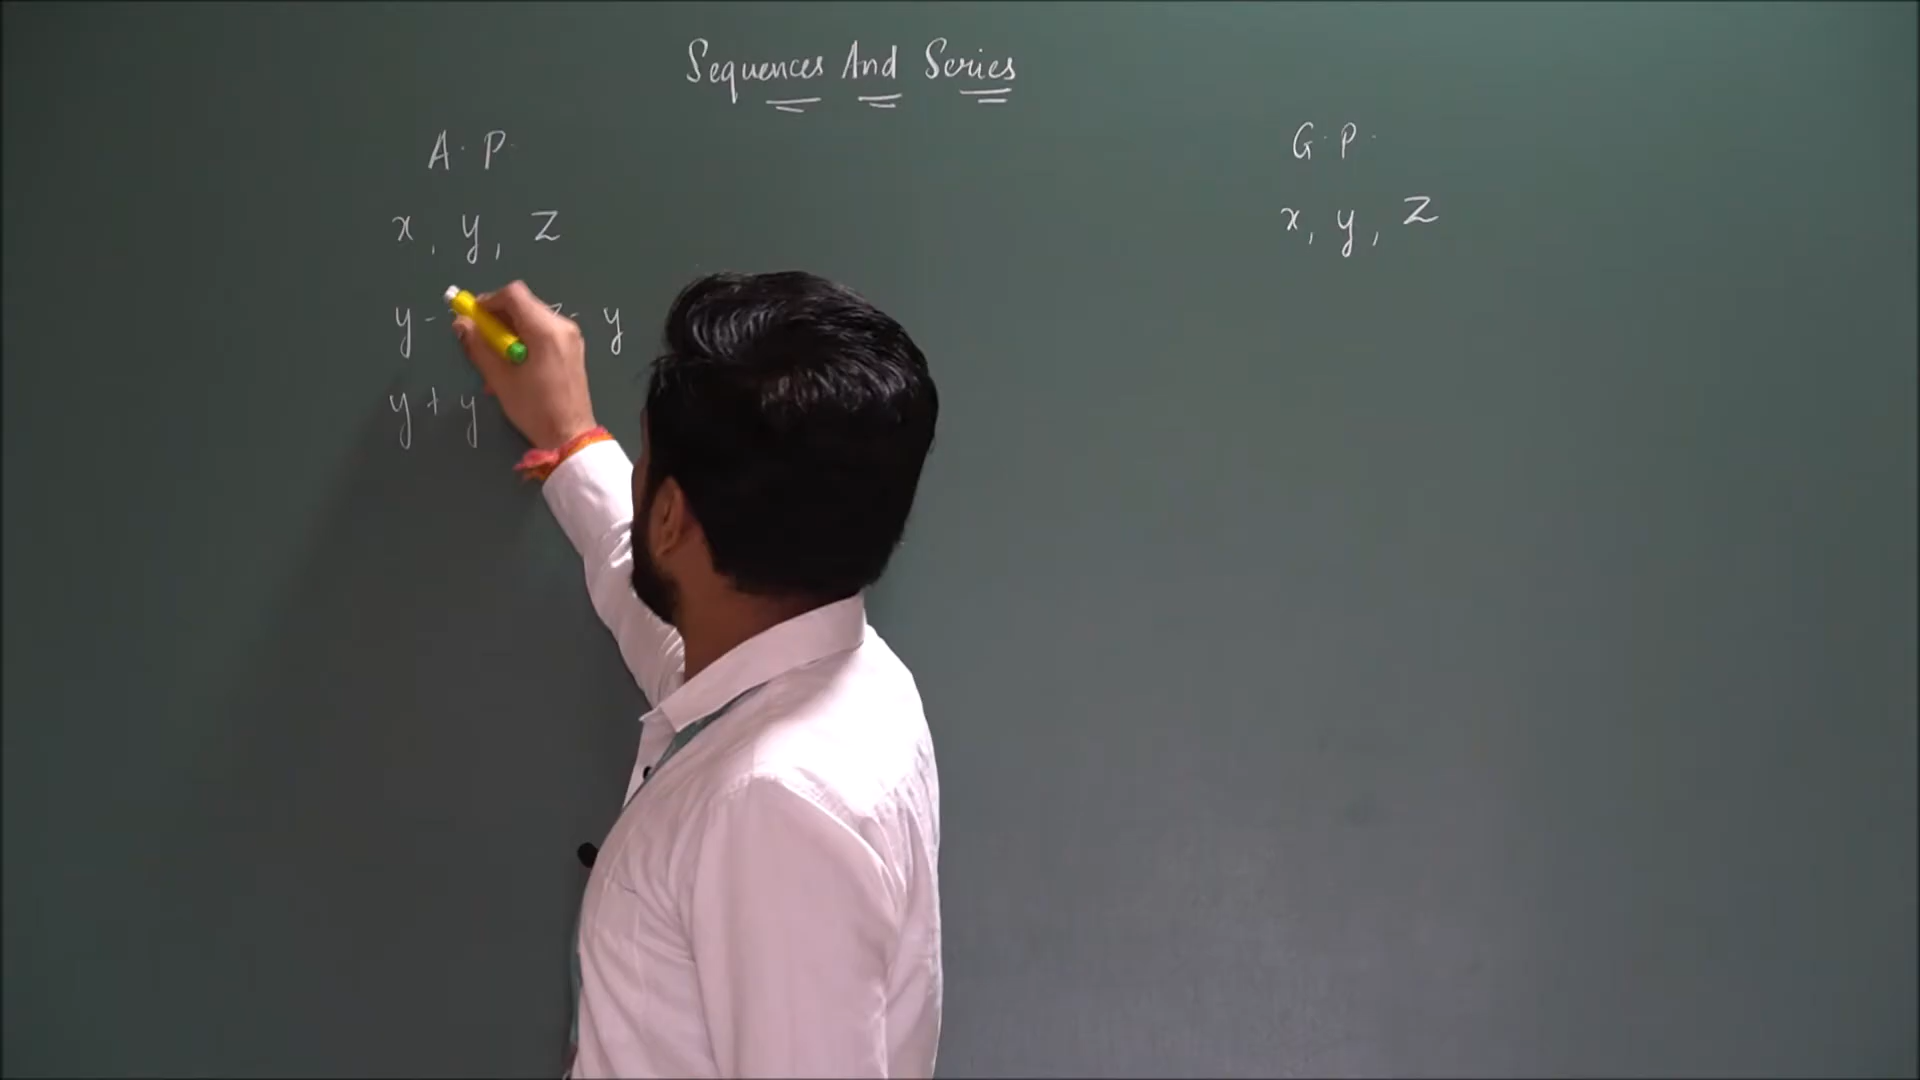 Sequences And Series
A. P.
x, y, z
y - z - y
y + y
G. P.
x, y, z